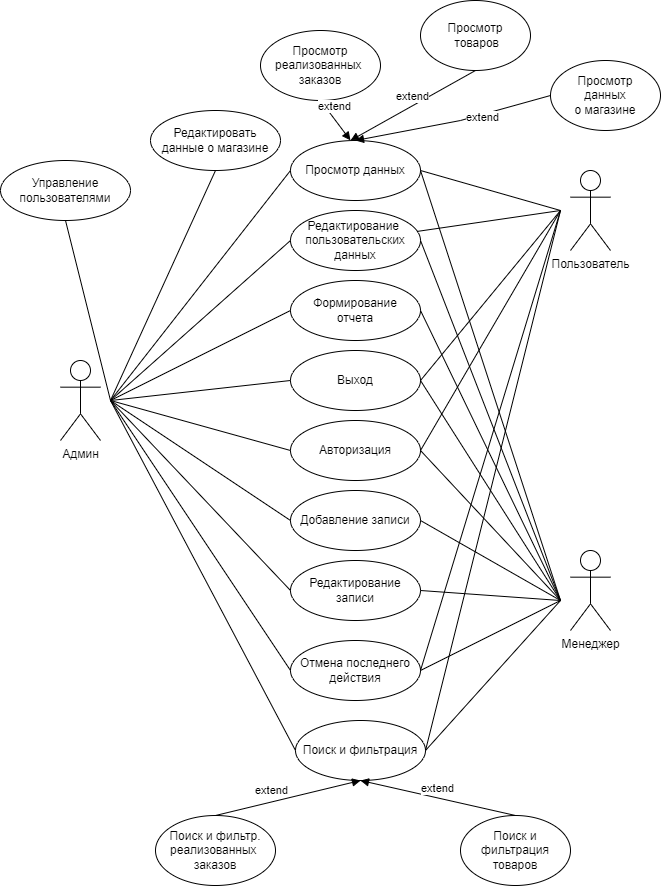 Просмотр
товаров
Просмотр
реализованных
заказов
Просмотр
данных
о магазине
extend
extend
extend
Редактировать
данные о магазине
Управление
пользователями
Просмотр данных
Редактирование
пользовательских
данных
Пользователь
Формирование
отчета
Выход
Админ
Авторизация
Добавление записи
Редактирование
записи
Менеджер
Отмена последнего
действия
Поиск и фильтрация
extend
extend
Поиск и фильтр.
реализованных
заказов
Поиск и
фильтрация
товаров